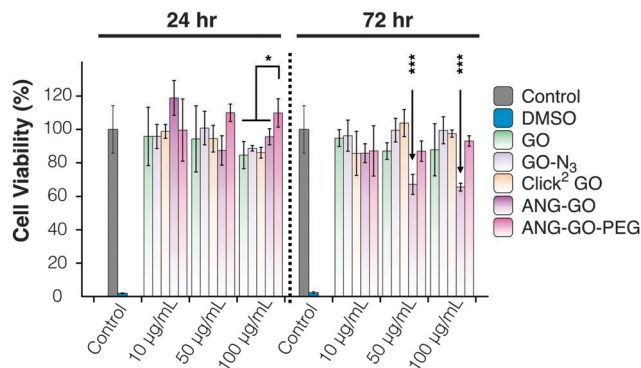 24 hr
72 hr
*
***
***
Cell Viability (%)
120
100
80
60
40
20
0
Control
10 µg/mL
50 µg/mL
100 µg/mL
Control
10 µg/mL
50 µg/mL
100 µg/mL
Control
DMSO
GO
GO-N₃
Click² GO
ANG-GO
ANG-GO-PEG